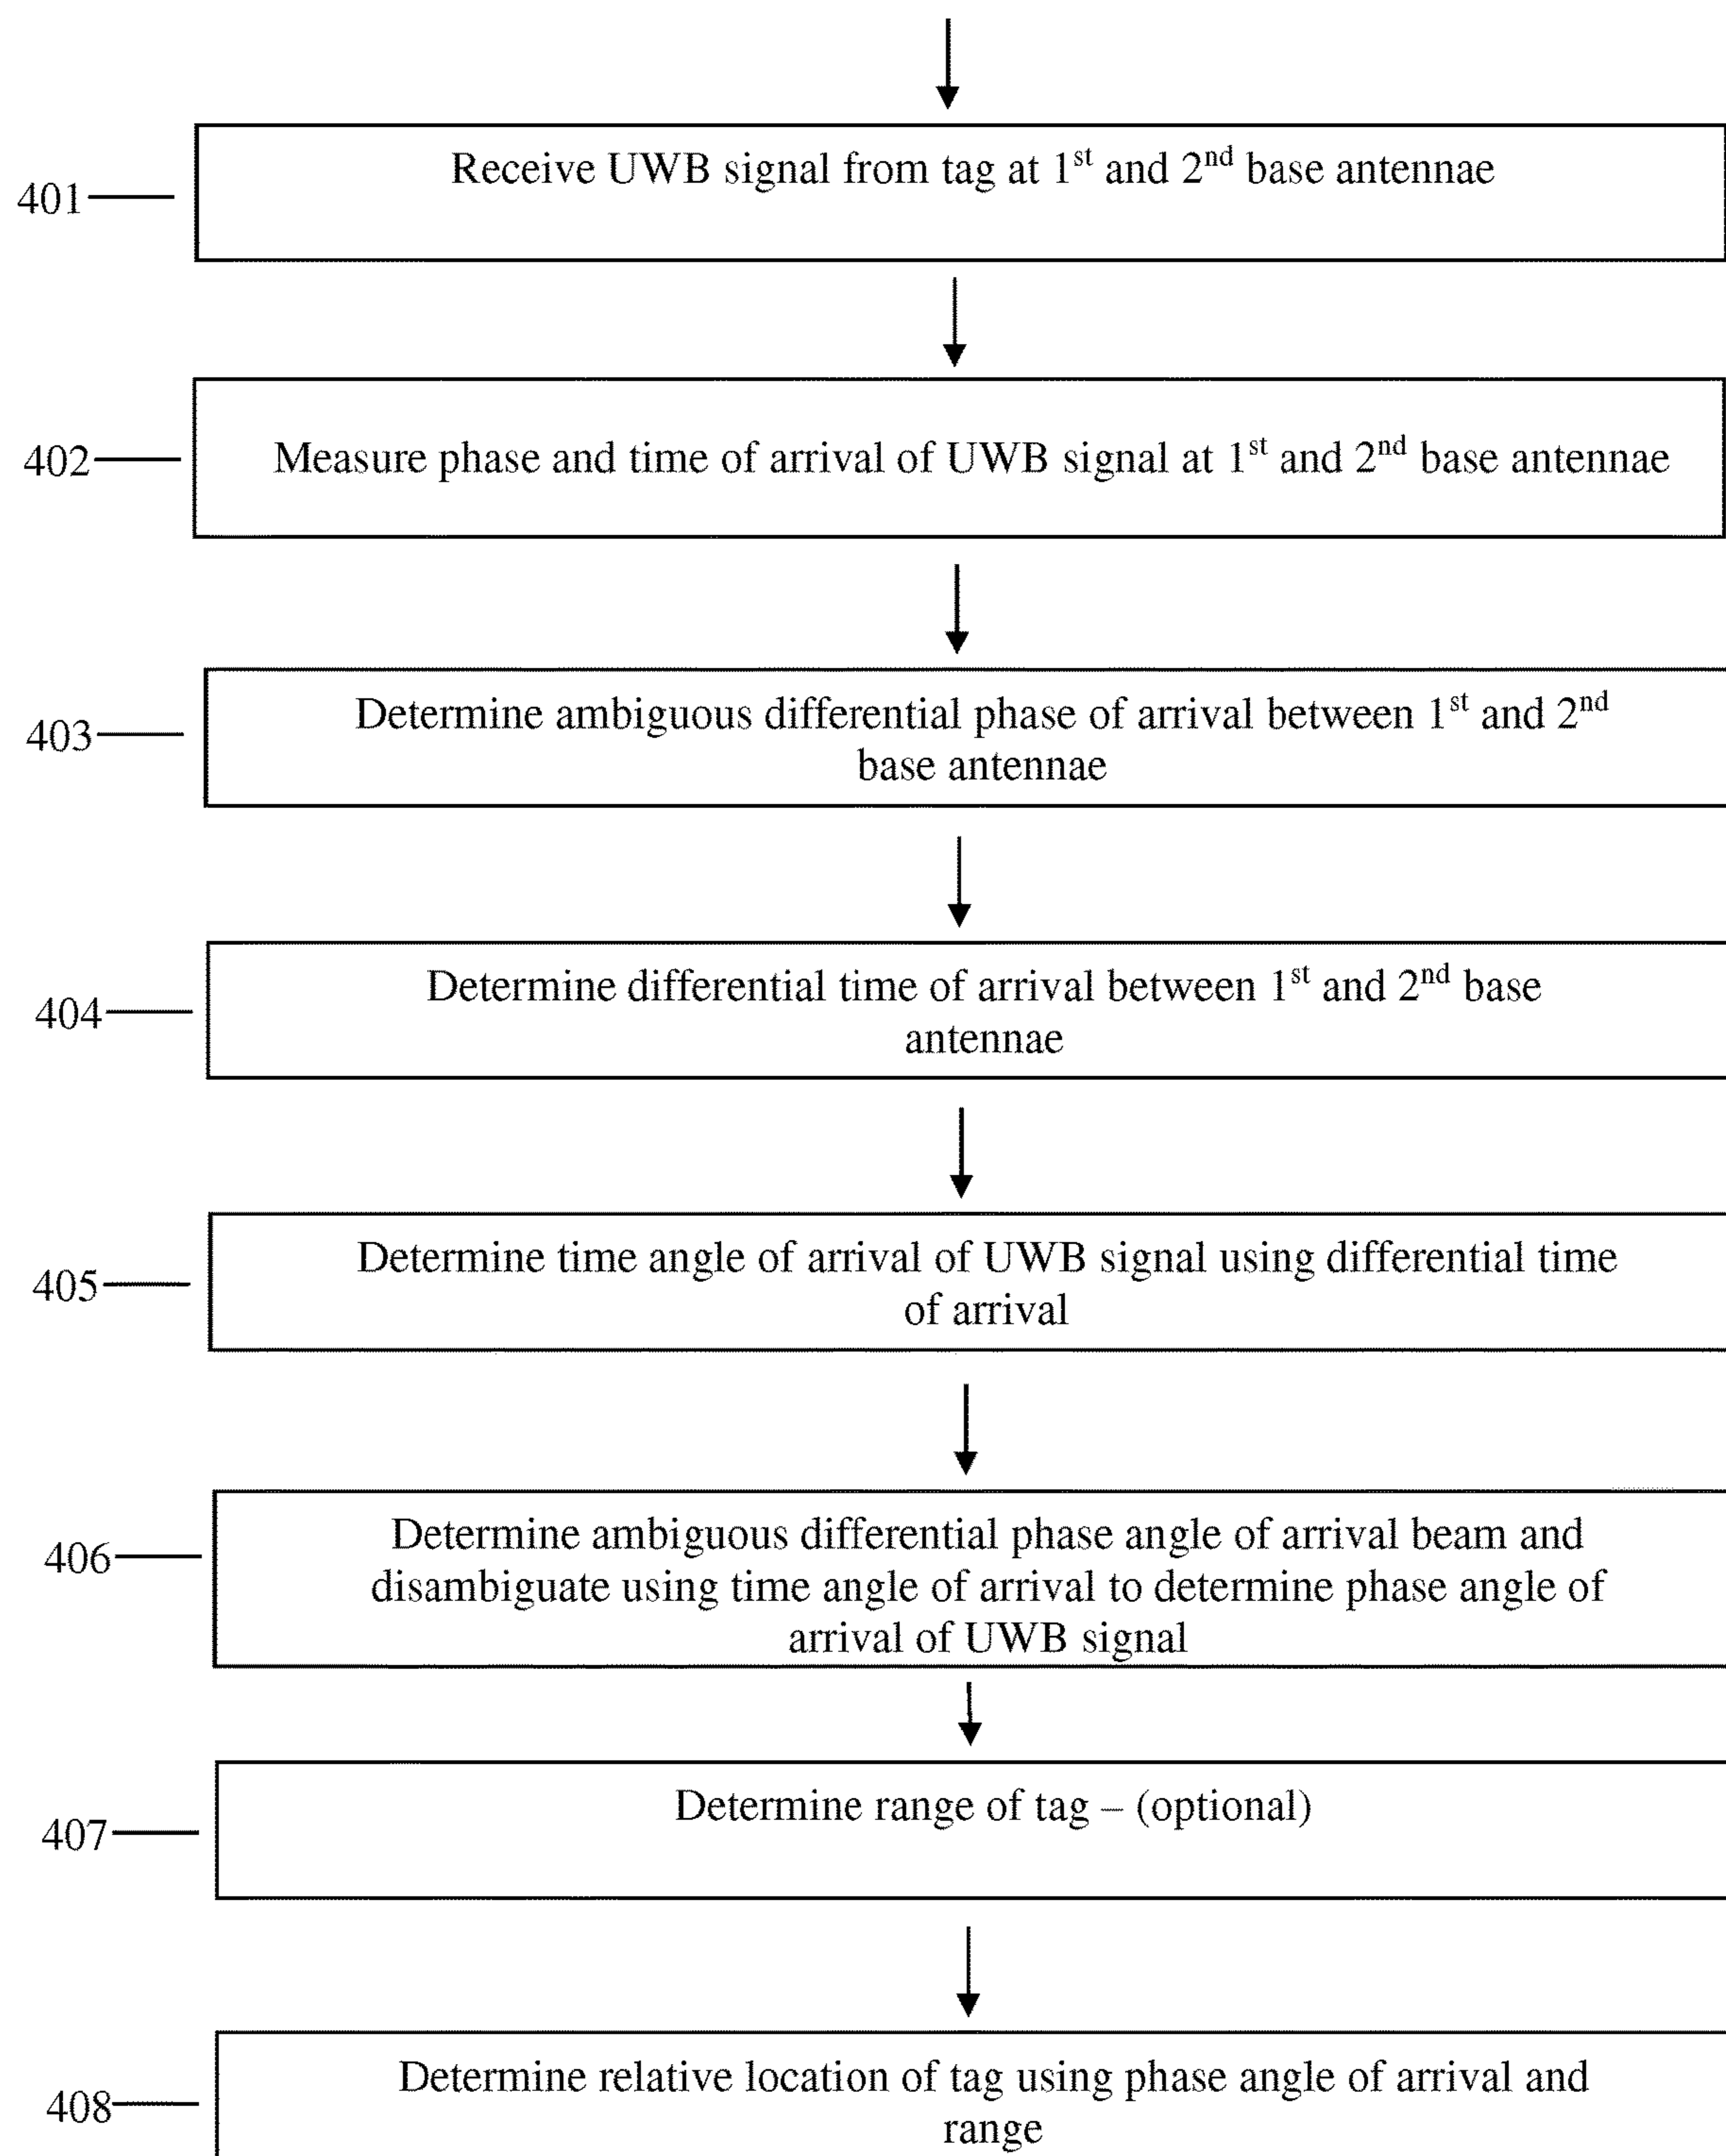 401
Receive UWB signal from tag at 1st and 2nd base antennae
402
Measure phase and time of arrival of UWB signal at 1st and 2nd base antennae
403
Determine ambiguous differential phase of arrival between 1st and 2nd
base antennae
404
Determine differential time of arrival between 1st and 2nd base
antennae
405
Determine time angle of arrival of UWB signal using differential time
of arrival
406
Determine ambiguous differential phase angle of arrival beam and
disambiguate using time angle of arrival to determine phase angle of
arrival of UWB signal
407
Determine range of tag – (optional)
408
Determine relative location of tag using phase angle of arrival and
range